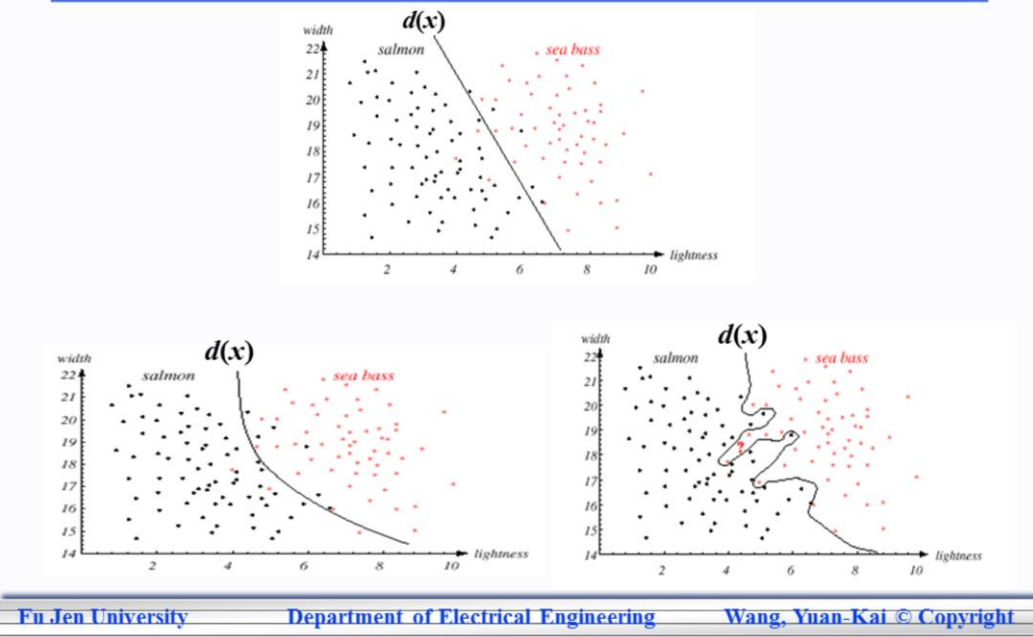 d(x)
width
salmon
sea bass
22
21
20
19
18
17
16
15
14
lightness
2 4 6 8 10
d(x)
width
salmon
sea bass
22
21
20
19
18
17
16
15
14
lightness
2 4 6 8 10
d(x)
width
salmon
sea bass
22
21
20
19
?
18
17
16
15
14
lightness
2 4 6 8 10
Fu Jen University Department of Electrical Engineering Wang, Yuan-Kai © Copyright